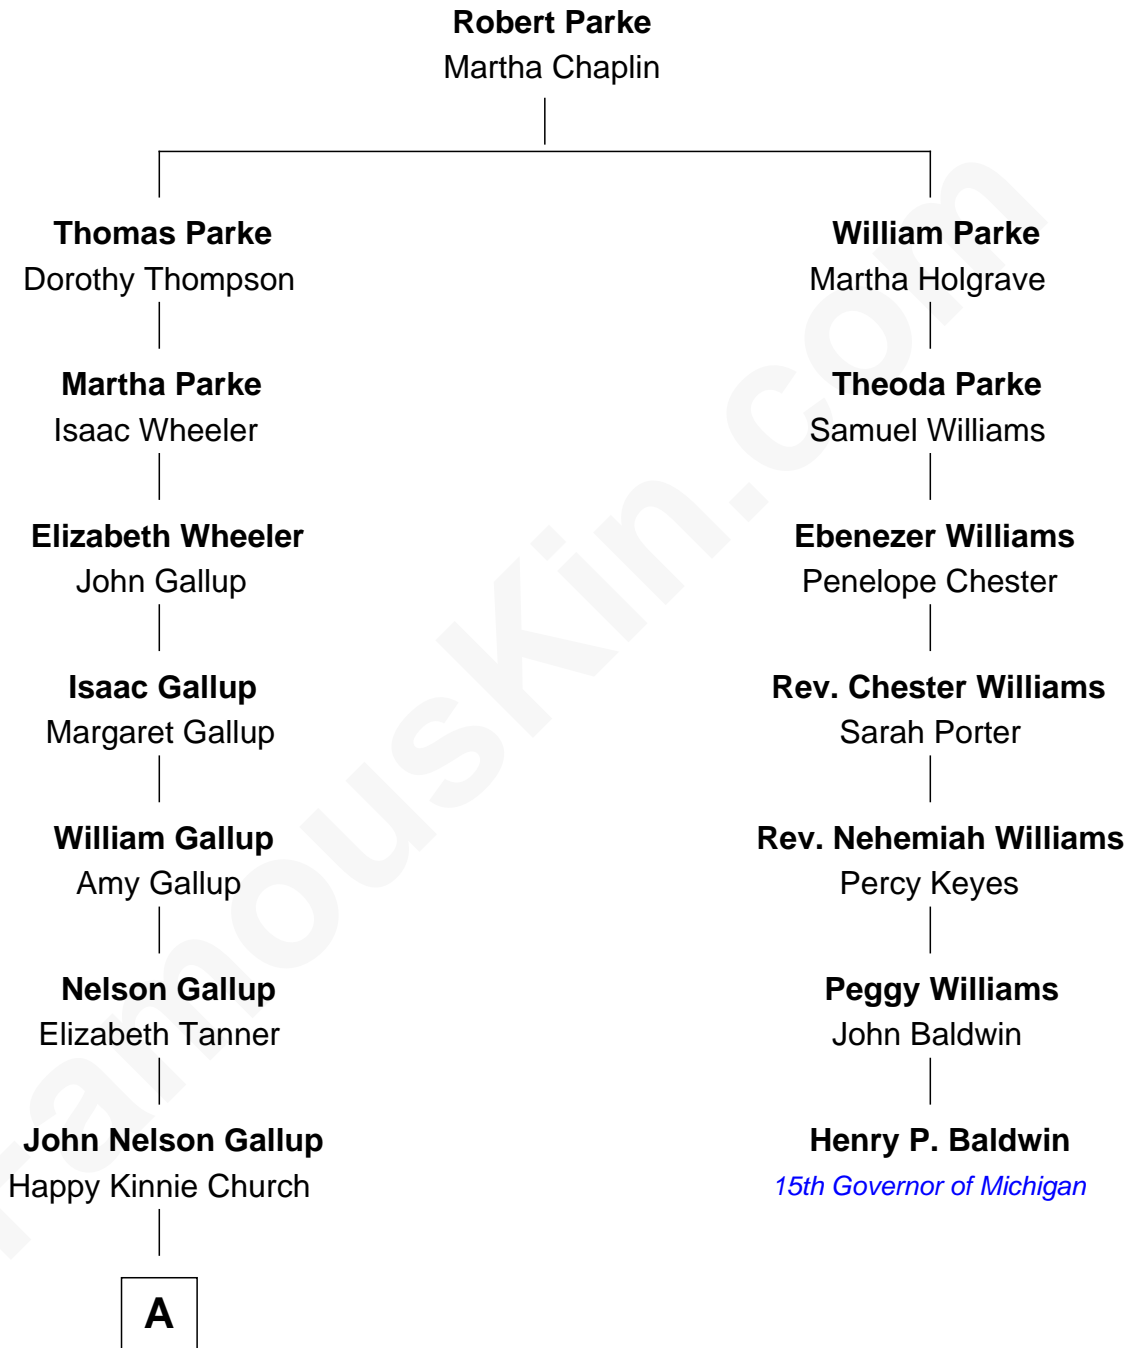 Robert Parke
Martha Chaplin
Thomas Parke
Dorothy Thompson
William Parke
Martha Holgrave
Martha Parke
Isaac Wheeler
Theoda Parke
Samuel Williams
Elizabeth Wheeler
John Gallup
Ebenezer Williams
Penelope Chester
Isaac Gallup
Margaret Gallup
Rev. Chester Williams
Sarah Porter
William Gallup
Amy Gallup
Rev. Nehemiah Williams
Percy Keyes
Nelson Gallup
Elizabeth Tanner
Peggy Williams
John Baldwin
John Nelson Gallup
Happy Kinnie Church
Henry P. Baldwin
15th Governor of Michigan
A
FamousKin.com